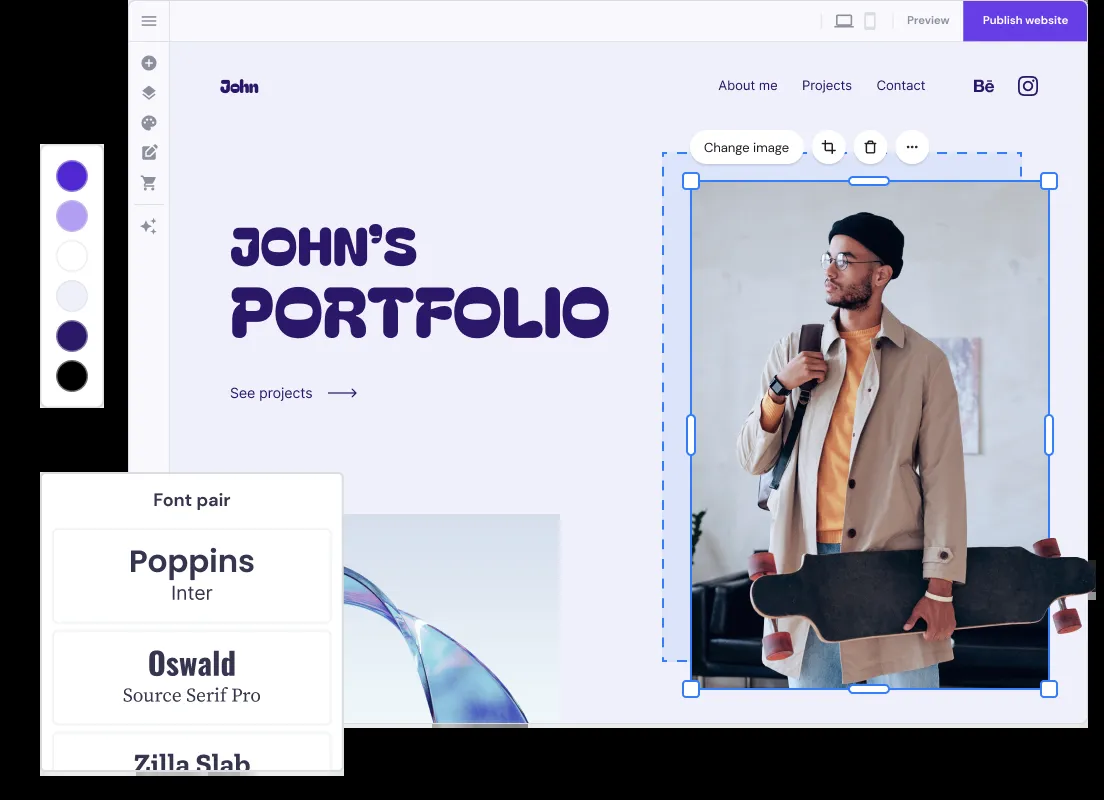 Preview
Publish website
John
About me
Projects
Contact
Bē
Change image
JOHN'S
PORTFOLIO
See projects
Font pair
Poppins
Inter
Oswald
Source Serif Pro
Zilla Slab